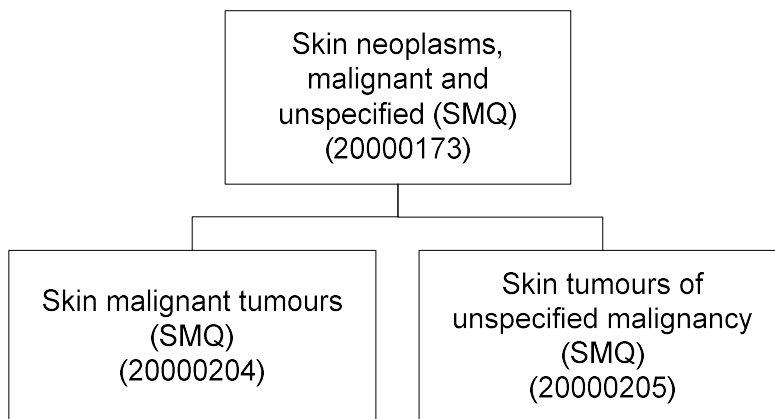 Skin neoplasms,
malignant and
unspecified (SMQ)
(20000173)
Skin malignant tumours
(SMQ)
(20000204)
Skin tumours of
unspecified malignancy
(SMQ)
(20000205)